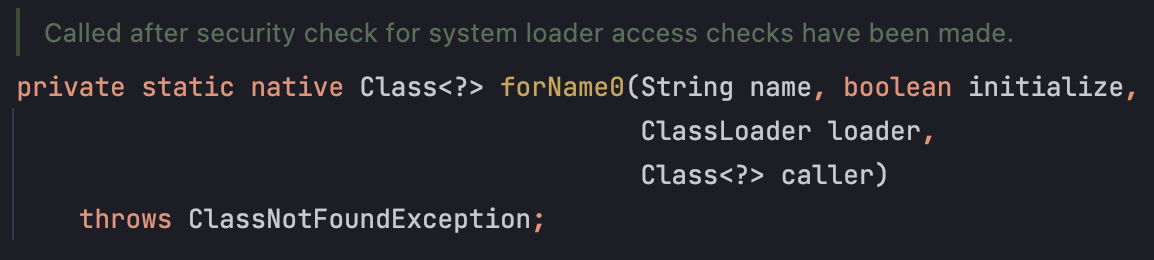 Called after security check for system loader access checks have been made.
private static native Class<?> forName0(String name, boolean initialize,
ClassLoader loader,
Class<?> caller)
throws ClassNotFoundException;